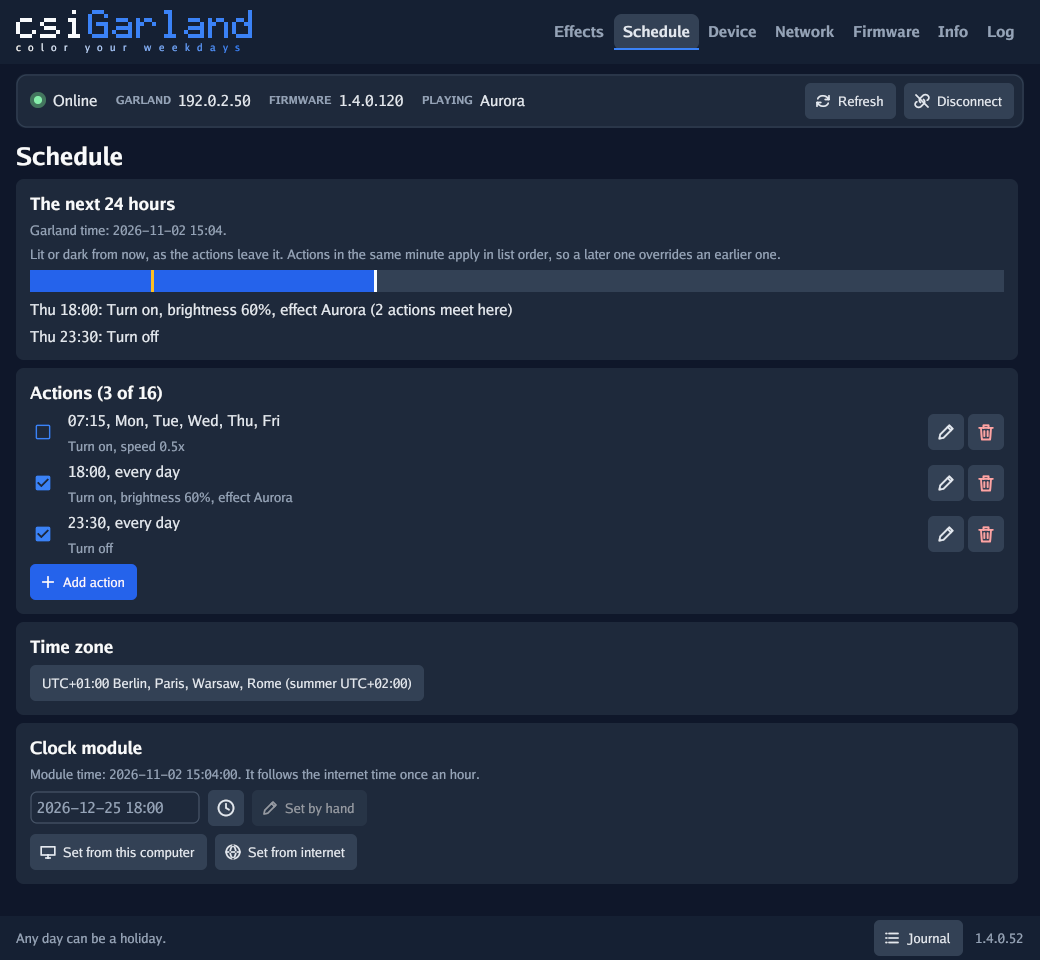 csiGarland
color your weekdays
Effects Schedule Device Network Firmware Info Log
Online GARLAND 192.0.2.50 FIRMWARE 1.4.0.120 PLAYING Aurora Refresh Disconnect
Schedule
The next 24 hours
Garland time: 2026-11-02 15:04.
Lit or dark from now, as the actions leave it. Actions in the same minute apply in list order, so a later one overrides an earlier one.
Thu 18:00: Turn on, brightness 60%, effect Aurora (2 actions meet here)
Thu 23:30: Turn off
Actions (3 of 16)
07:15, Mon, Tue, Wed, Thu, Fri
Turn on, speed 0.5x
18:00, every day
Turn on, brightness 60%, effect Aurora
23:30, every day
Turn off
Add action
Time zone
UTC+01:00 Berlin, Paris, Warsaw, Rome (summer UTC+02:00)
Clock module
Module time: 2026-11-02 15:04:00. It follows the internet time once an hour.
2026-12-25 18:00 Set by hand
Set from this computer Set from internet
Any day can be a holiday. Journal 1.4.0.52